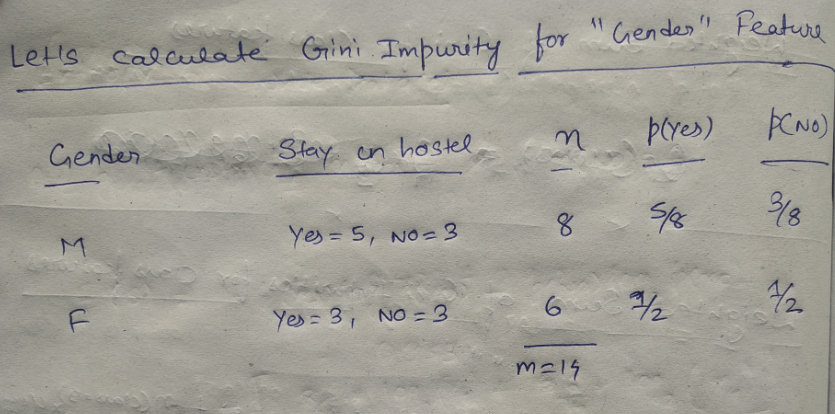 Let's calculate Gini Impurity for "Gender" Feature
Gender Stay in hostel n p(Yes) p(NO)
M Yes = 5, NO = 3 8 5/8 3/8
F Yes = 3, NO = 3 6 1/2 1/2
m=14